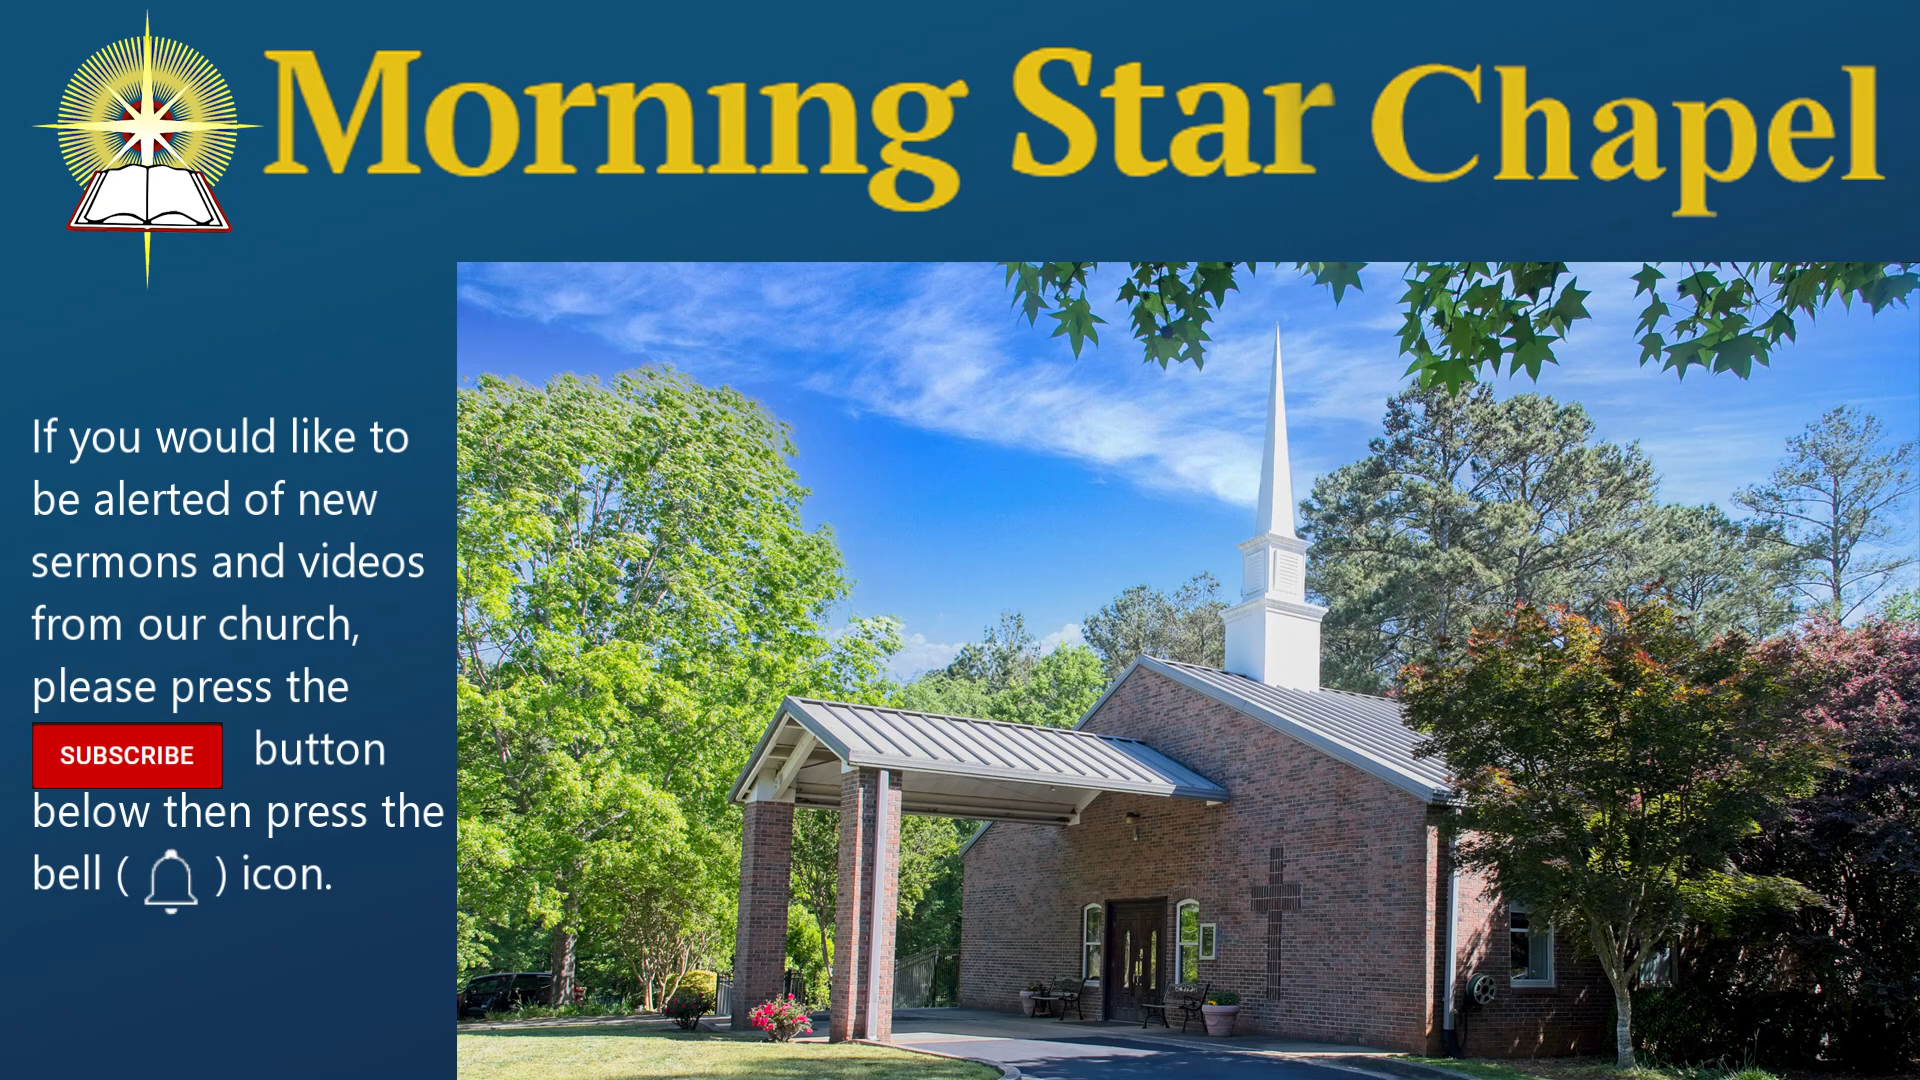 Morning Star Chapel
If you would like to
be alerted of new
sermons and videos
from our church,
please press the
SUBSCRIBE button
below then press the
bell ( ) icon.